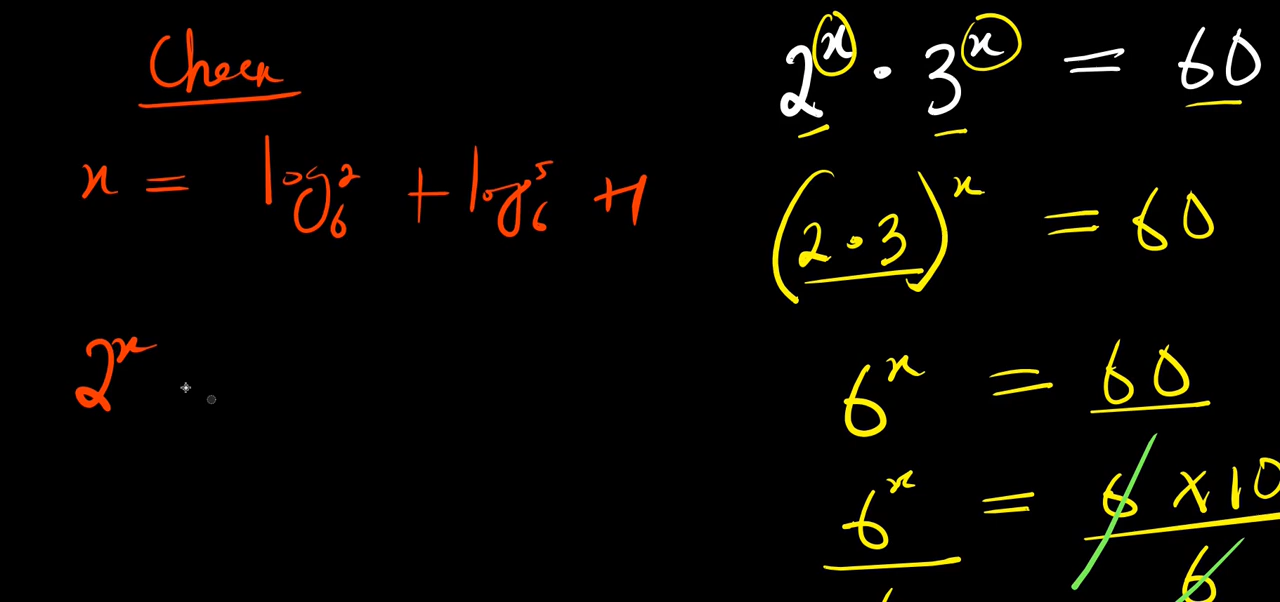 Check
x = log₆² + log₆⁵ + 1
2ˣ
2ˣ · 3ˣ = 60
(2 · 3)ˣ = 60
6ˣ = 60
6ˣ = 6 × 10
6